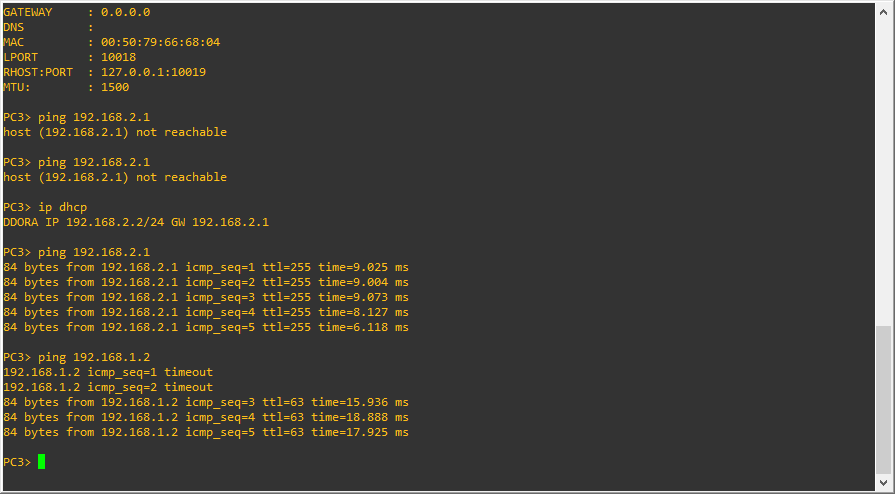 GATEWAY     : 0.0.0.0
DNS         :
MAC         : 00:50:79:66:68:04
LPORT       : 10018
RHOST:PORT  : 127.0.0.1:10019
MTU:        : 1500
PC3> ping 192.168.2.1
host (192.168.2.1) not reachable
PC3> ping 192.168.2.1
host (192.168.2.1) not reachable
PC3> ip dhcp
DDORA IP 192.168.2.2/24 GW 192.168.2.1
PC3> ping 192.168.2.1
84 bytes from 192.168.2.1 icmp_seq=1 ttl=255 time=9.025 ms
84 bytes from 192.168.2.1 icmp_seq=2 ttl=255 time=9.004 ms
84 bytes from 192.168.2.1 icmp_seq=3 ttl=255 time=9.073 ms
84 bytes from 192.168.2.1 icmp_seq=4 ttl=255 time=8.127 ms
84 bytes from 192.168.2.1 icmp_seq=5 ttl=255 time=6.118 ms
PC3> ping 192.168.1.2
192.168.1.2 icmp_seq=1 timeout
192.168.1.2 icmp_seq=2 timeout
84 bytes from 192.168.1.2 icmp_seq=3 ttl=63 time=15.936 ms
84 bytes from 192.168.1.2 icmp_seq=4 ttl=63 time=18.888 ms
84 bytes from 192.168.1.2 icmp_seq=5 ttl=63 time=17.925 ms
PC3>